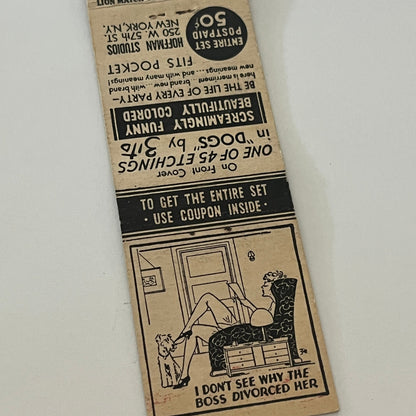 On Front Cover
ONE OF 45 ETCHINGS
in "DOGS" by
SCREAMINGLY FUNNY
BEAUTIFULLY COLORED
BE THE LIFE OF EVERY PARTY—
here is merriment ... new ... with brand
new meanings ... and with many meanings!
FITS POCKET
HOFFMAN STUDIOS
250 W. 57th ST.
NEW YORK, N.Y.
ENTIRE SET
50¢
POSTPAID
LION MATCH
TO GET THE ENTIRE SET
· USE COUPON INSIDE ·
I DON'T SEE WHY THE
BOSS DIVORCED HER